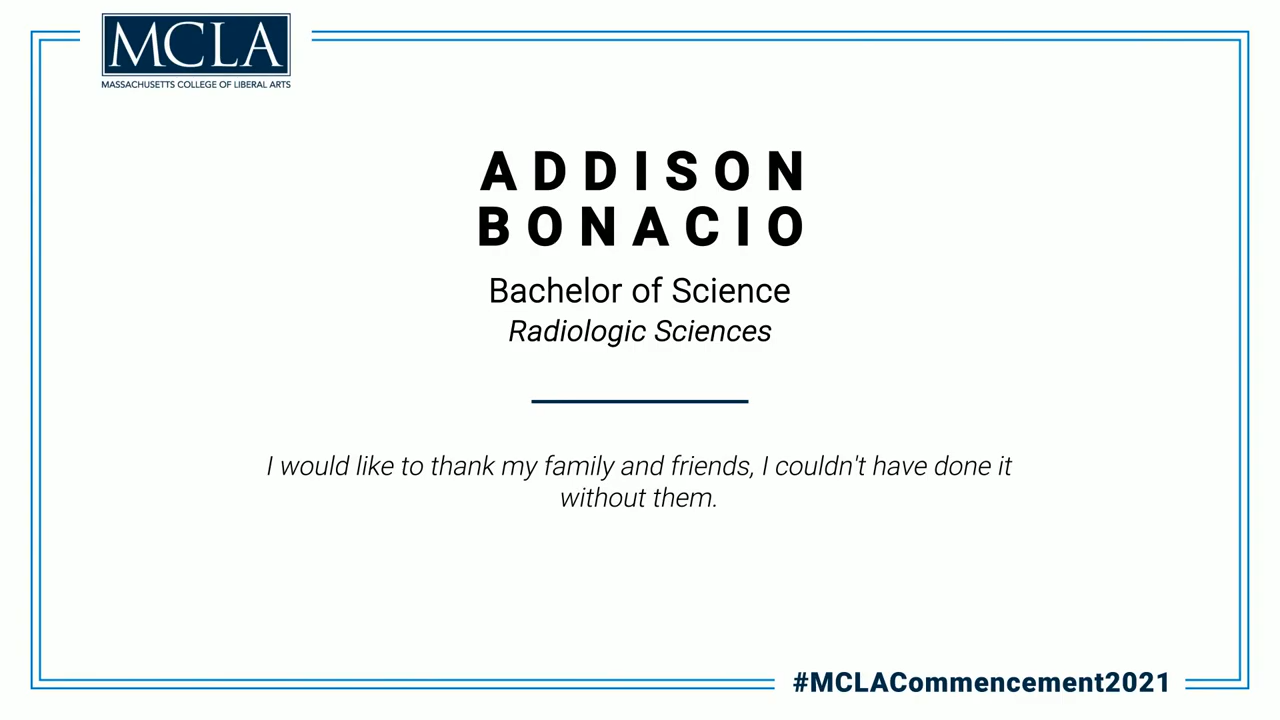 MCLA
MASSACHUSETTS COLLEGE OF LIBERAL ARTS
ADDISON
BONACIO
Bachelor of Science
Radiologic Sciences
I would like to thank my family and friends, I couldn't have done it
without them.
#MCLACommencement2021